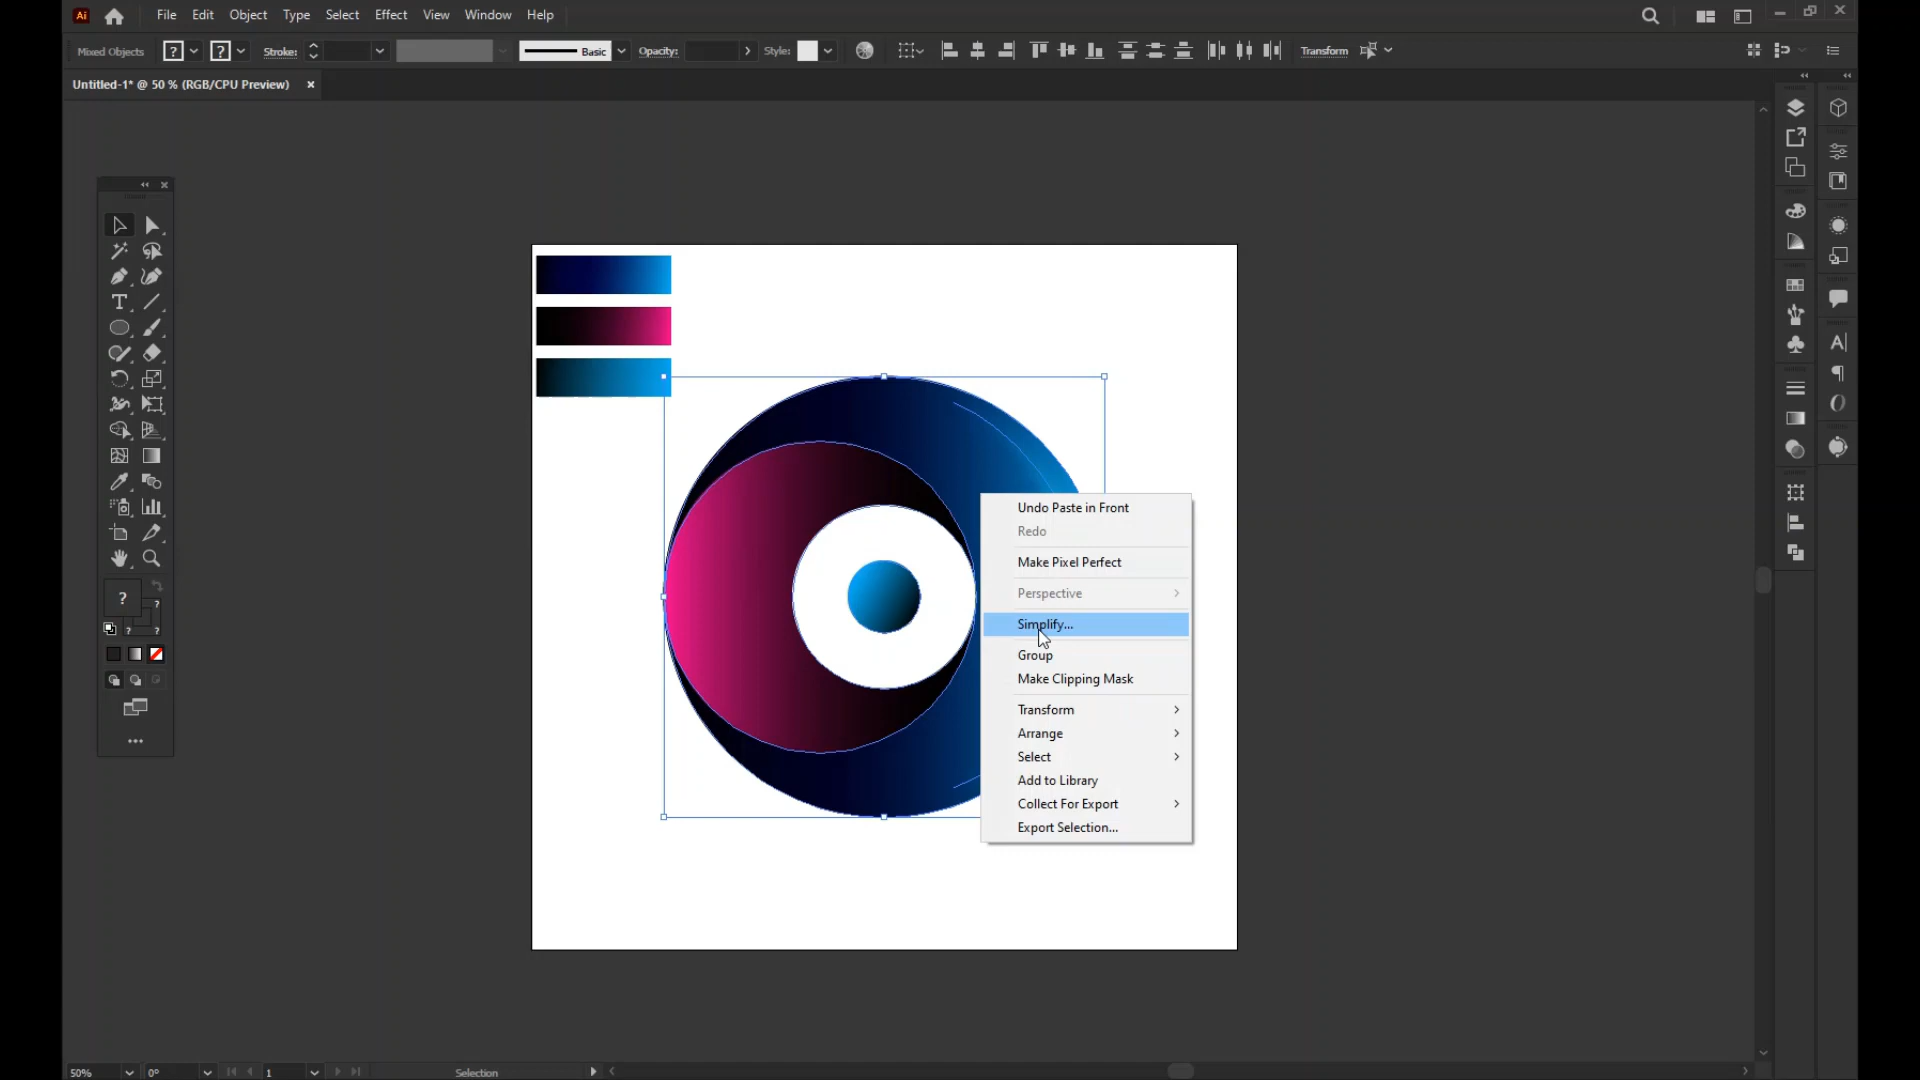 Ai File Edit Object Type Select Effect View Window Help
Mixed Objects ? ? Stroke: Basic Opacity: Style: Transform
Untitled-1* @ 50 % (RGB/CPU Preview) ×
Undo Paste in Front
Redo
Make Pixel Perfect
Perspective
Simplify...
Group
Make Clipping Mask
Transform
Arrange
Select
Add to Library
Collect For Export
Export Selection...
?
?
? ?
50% 0° 1 Selection